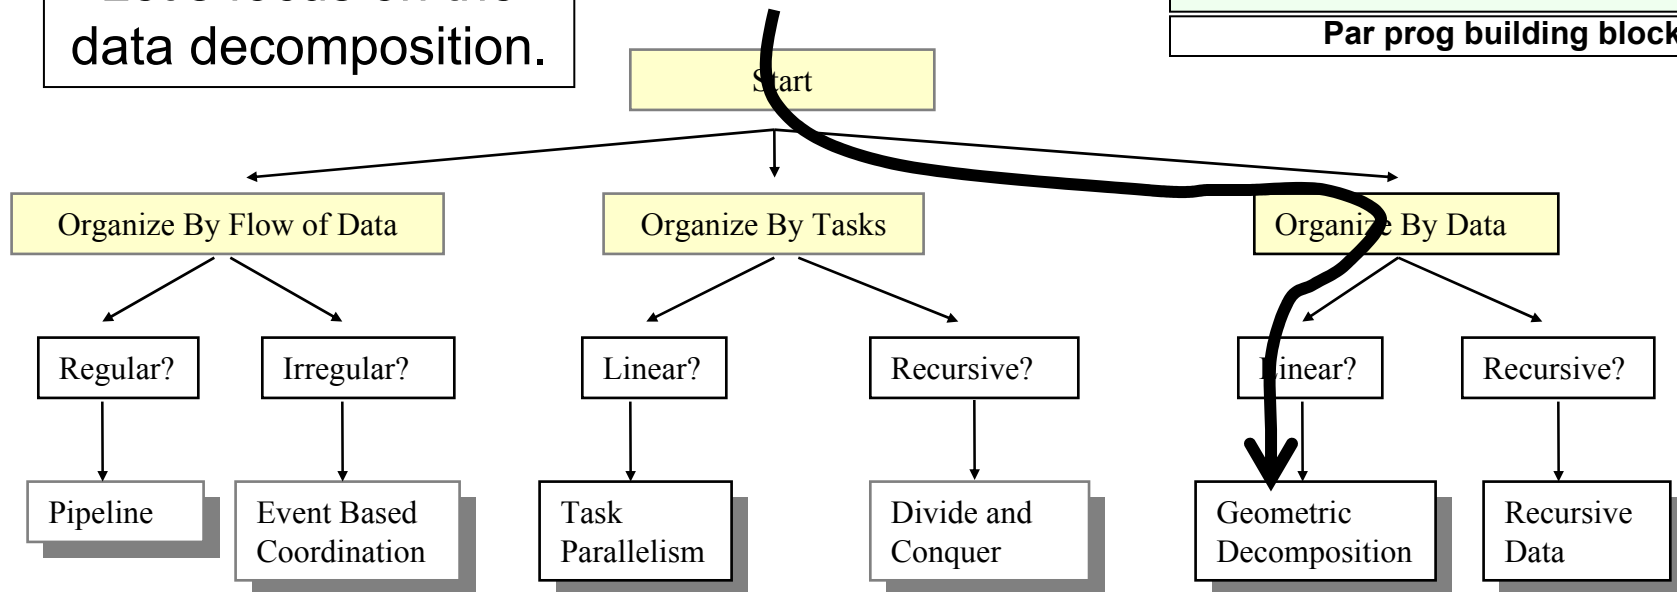 data decomposition.
Par prog building block
Start
Organize By Flow of Data
Organize By Tasks
Organize By Data
Regular?
Irregular?
Linear?
Recursive?
Linear?
Recursive?
Pipeline
Event Based
Coordination
Task
Parallelism
Divide and
Conquer
Geometric
Decomposition
Recursive
Data